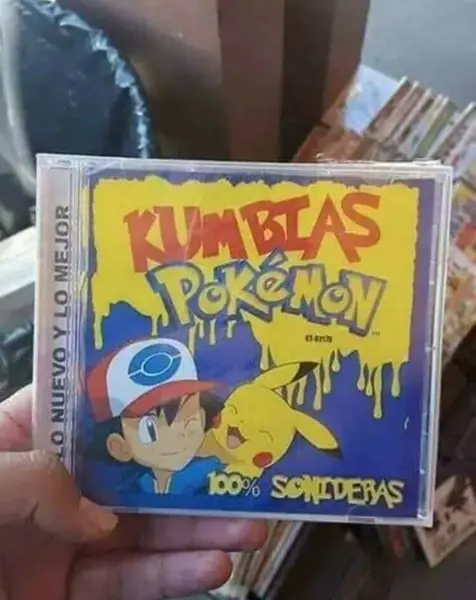 LO NUEVO Y LO MEJOR
KUMBIAS
POKéMON
100% SONIDERAS